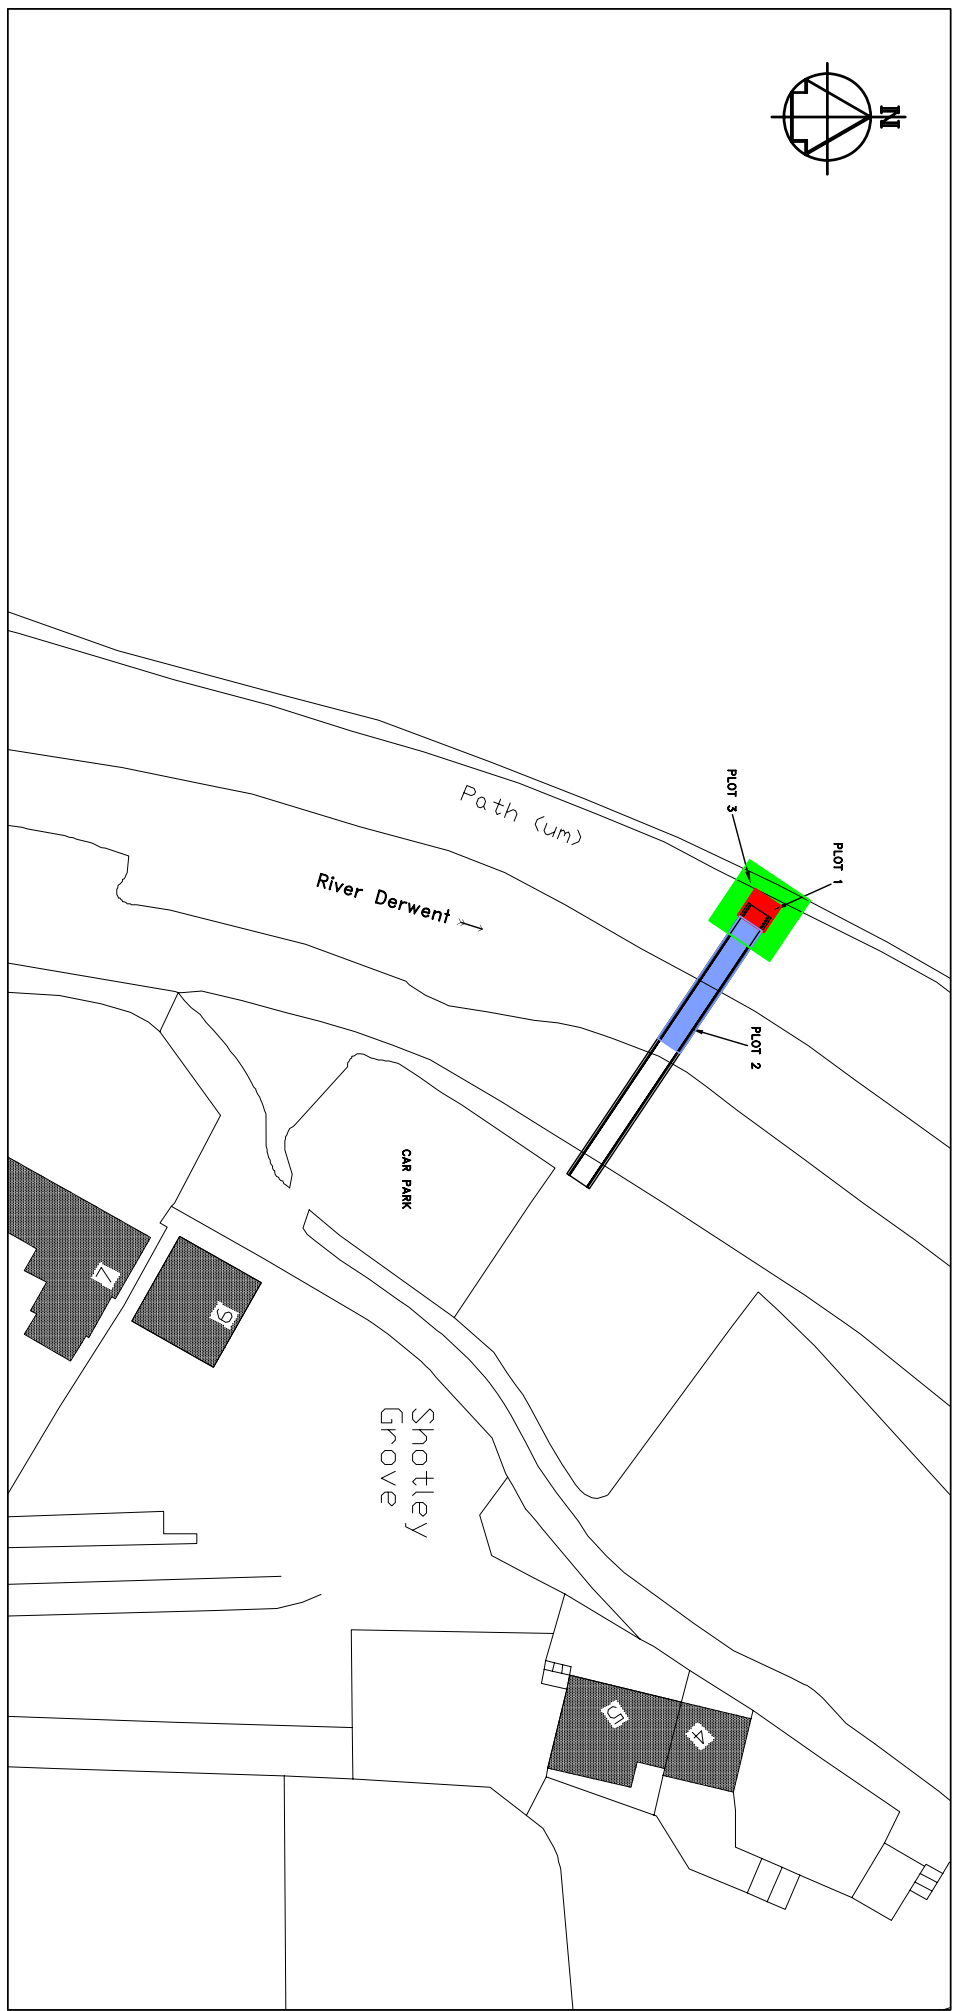 N
PLOT 1
PLOT 3
PLOT 2
Path (um)
River Derwent
CAR PARK
7
6
Shotley
Grove
5
4